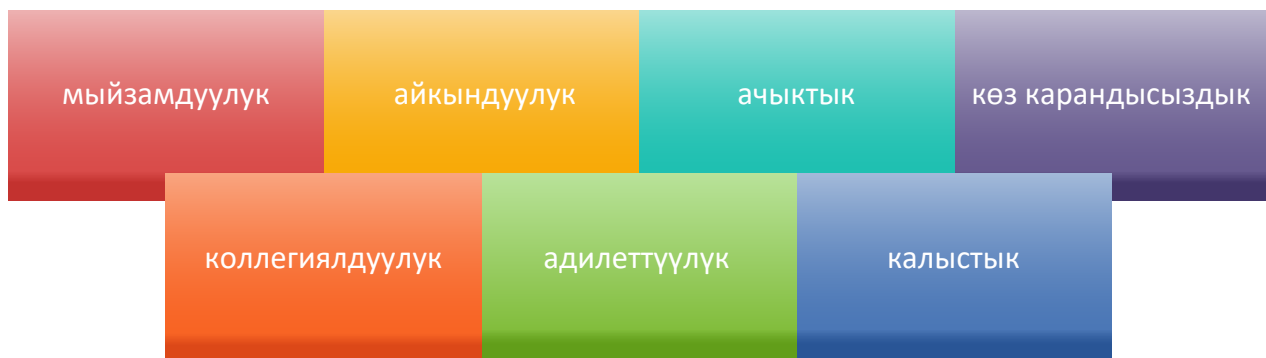 мыйзамдуулук
айкындуулук
ачыктык
көз карандысыздык
коллегиялдуулук
адилеттүүлүк
калыстык